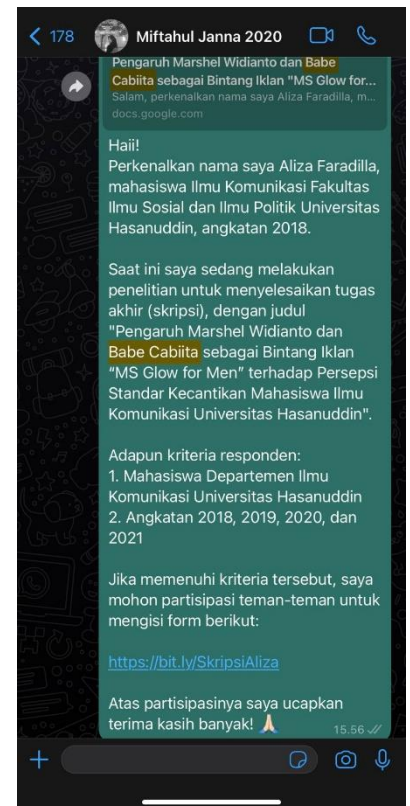 178
Miftahul Janna 2020
Pengaruh Marshel Widianto dan Babe
Cabiita sebagai Bintang Iklan "MS Glow for...
Salam, perkenalkan nama saya Aliza Faradilla, m...
docs.google.com
Haii!
Perkenalkan nama saya Aliza Faradilla,
mahasiswa Ilmu Komunikasi Fakultas
Ilmu Sosial dan Ilmu Politik Universitas
Hasanuddin, angkatan 2018.
Saat ini saya sedang melakukan
penelitian untuk menyelesaikan tugas
akhir (skripsi), dengan judul
"Pengaruh Marshel Widianto dan
Babe Cabiita sebagai Bintang Iklan
“MS Glow for Men” terhadap Persepsi
Standar Kecantikan Mahasiswa Ilmu
Komunikasi Universitas Hasanuddin".
Adapun kriteria responden:
1. Mahasiswa Departemen Ilmu
Komunikasi Universitas Hasanuddin
2. Angkatan 2018, 2019, 2020, dan
2021
Jika memenuhi kriteria tersebut, saya
mohon partisipasi teman-teman untuk
mengisi form berikut:
https://bit.ly/SkripsiAliza
Atas partisipasinya saya ucapkan
terima kasih banyak! 🙏🏻
15.56